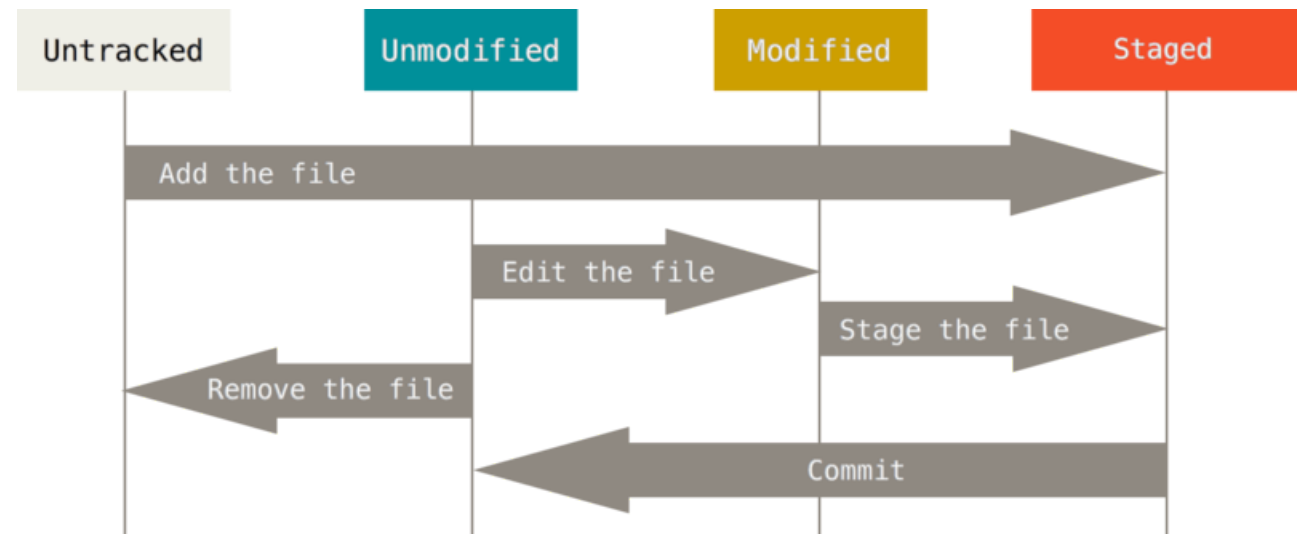 Untracked
Unmodified
Modified
Staged
Add the file
Edit the file
Stage the file
Remove the file
Commit